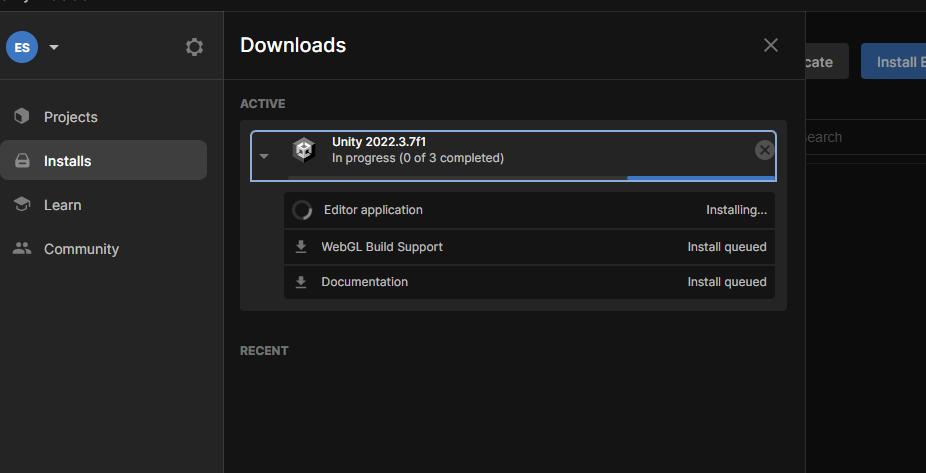 ES
Projects
Installs
Learn
Community
Downloads
ACTIVE
Unity 2022.3.7f1
In progress (0 of 3 completed)
Editor application Installing...
WebGL Build Support Install queued
Documentation Install queued
RECENT
cate Install E
earch